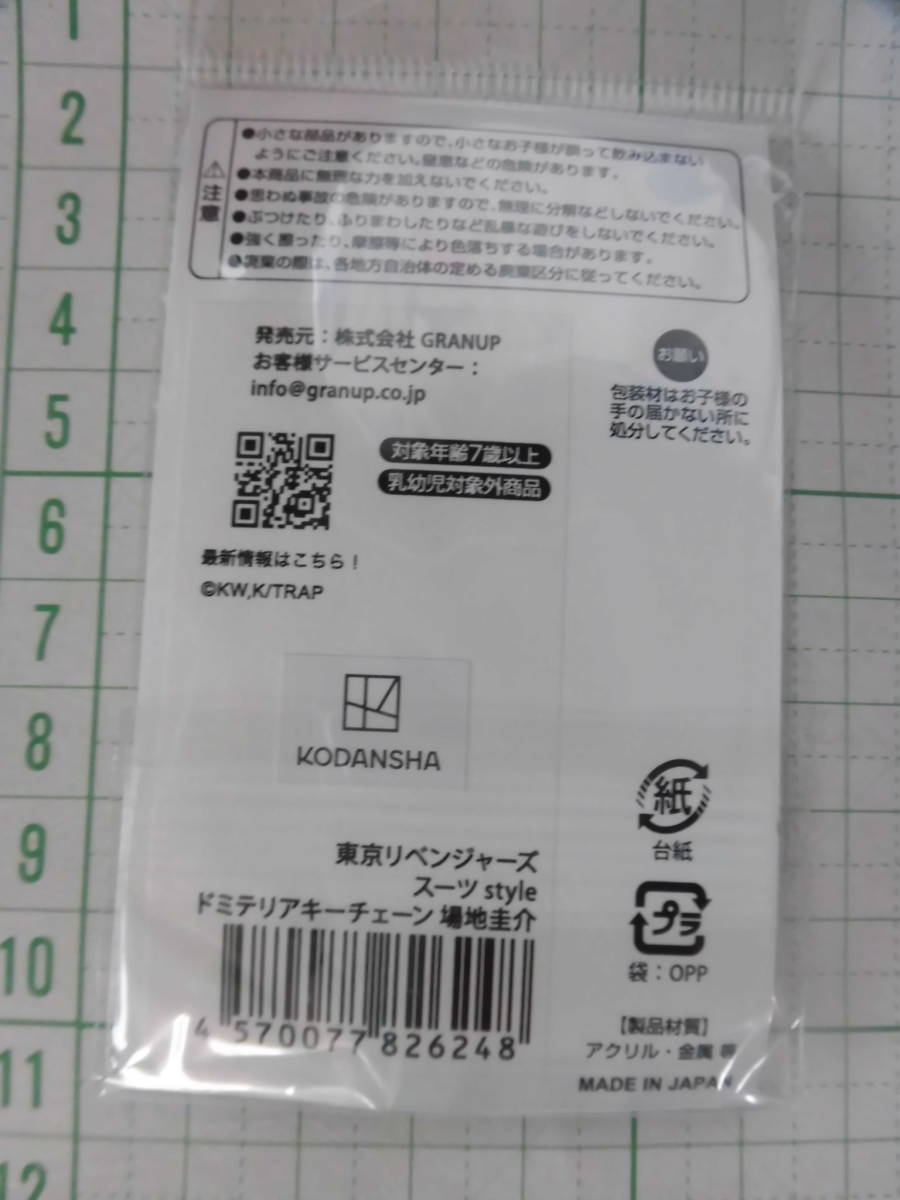 1
2
3
4
5
6
7
8
9
10
11
12
注意
●小さな部品がありますので、小さなお子様が誤って飲み込まない
ようにご注意ください。窒息などの危険があります。
●本商品に無理な力を加えないでください。
●思わぬ事故の危険がありますので、無理に分解などしないでください。
●ぶつけたり、ふりまわしたりなど乱暴な遊びをしないでください。
●強く擦ったり、摩擦等により色落ちする場合があります。
●廃棄の際は、各地方自治体の定める廃棄区分に従ってください。
発売元：株式会社 GRANUP
お客様サービスセンター：
info@granup.co.jp
お願い
包装材はお子様の
手の届かない所に
処分してください。
対象年齢7歳以上
乳幼児対象外商品
最新情報はこちら！
©KW,K/TRAP
KODANSHA
東京リベンジャーズ
スーツ style
ドミテリアキーチェーン 場地圭介
4 570077 826248
紙
台紙
プラ
袋：OPP
【製品材質】
アクリル・金属 等
MADE IN JAPAN